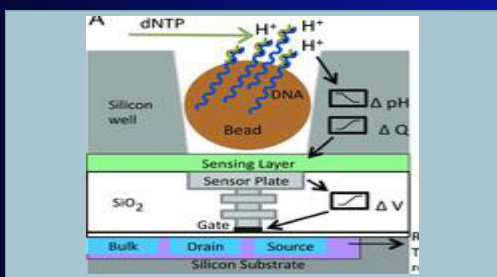 A
dNTP
H⁺
H⁺
H⁺
DNA
Silicon
well
Bead
Δ pH
Δ Q
Sensing Layer
Sensor Plate
SiO₂
Δ V
Gate
Bulk Drain Source
Silicon Substrate